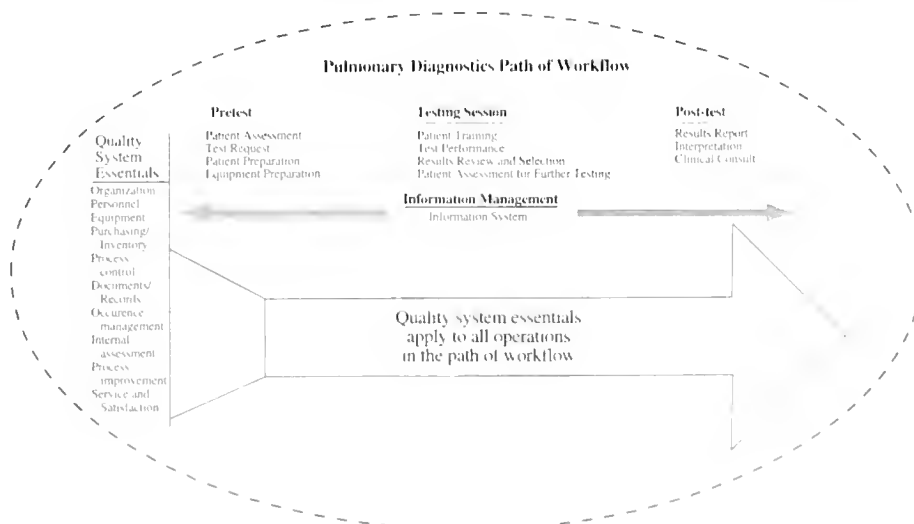 Pulmonary Diagnostics Path of Workflow
Quality
System
Essentials
Organization
Personnel
Equipment
Purchasing/
Inventory
Process
control
Documents/
Records
Occurence
management
Internal
assessment
Process
improvement
Service and
Satisfaction
Pretest
Patient Assessment
Test Request
Patient Preparation
Equipment Preparation
Testing Session
Patient Training
Test Performance
Results Review and Selection
Patient Assessment for Further Testing
Post-test
Results Report
Interpretation
Clinical Consult
Information Management
Information System
Quality system essentials
apply to all operations
in the path of workflow